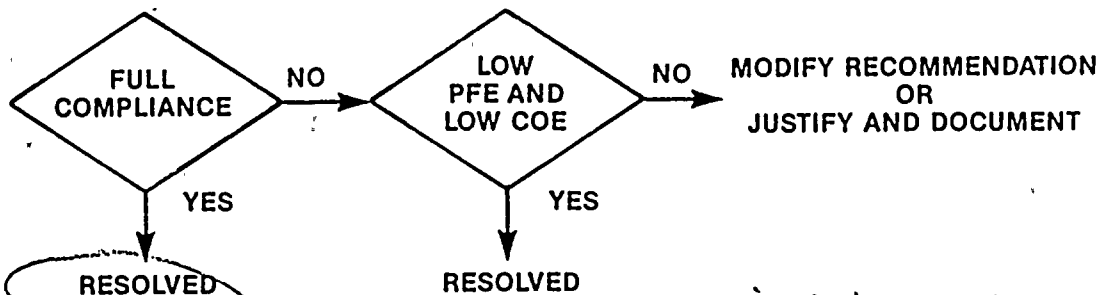 FULL
COMPLIANCE
NO
LOW
PFE AND
LOW COE
NO
MODIFY RECOMMENDATION
OR
JUSTIFY AND DOCUMENT
YES
YES
RESOLVED
RESOLVED